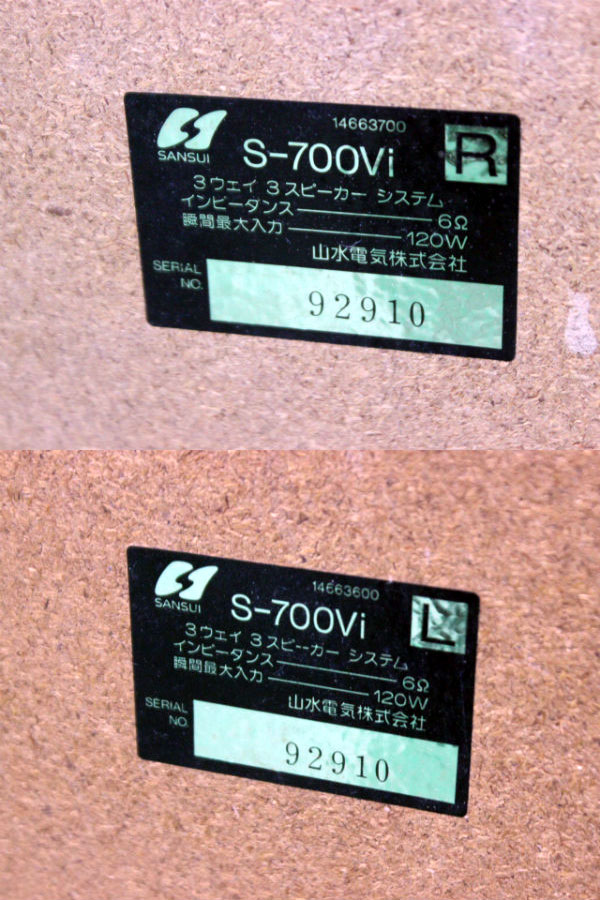 14663700
SANSUI
S-700Vi
R
3ウェイ 3スピーカー システム
インピーダンス 6Ω
瞬間最大入力 120W
山水電気株式会社
SERIAL NO.
92910
14663600
SANSUI
S-700Vi
L
3ウェイ 3スピーカー システム
インピーダンス 6Ω
瞬間最大入力 120W
山水電気株式会社
SERIAL NO.
92910